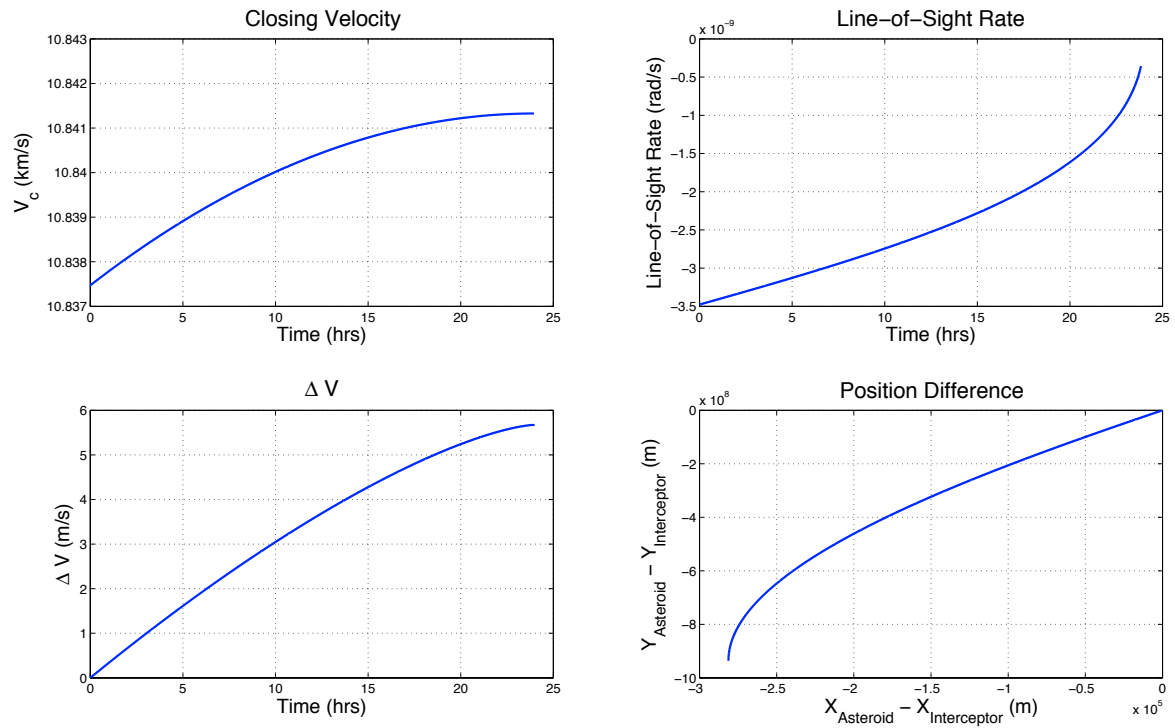 Closing Velocity
10.843
10.842
10.841
10.84
10.839
10.838
10.837
V_c (km/s)
0 5 10 15 20 25
Time (hrs)
Line-of-Sight Rate
x 10^-9
0
-0.5
-1
-1.5
-2
-2.5
-3
-3.5
Line-of-Sight Rate (rad/s)
0 5 10 15 20 25
Time (hrs)
Δ V
6
5
4
3
2
1
0
Δ V (m/s)
0 5 10 15 20 25
Time (hrs)
Position Difference
x 10^8
0
-2
-4
-6
-8
-10
Y_Asteroid - Y_Interceptor (m)
-3 -2.5 -2 -1.5 -1 -0.5 0
X_Asteroid - X_Interceptor (m)
x 10^5